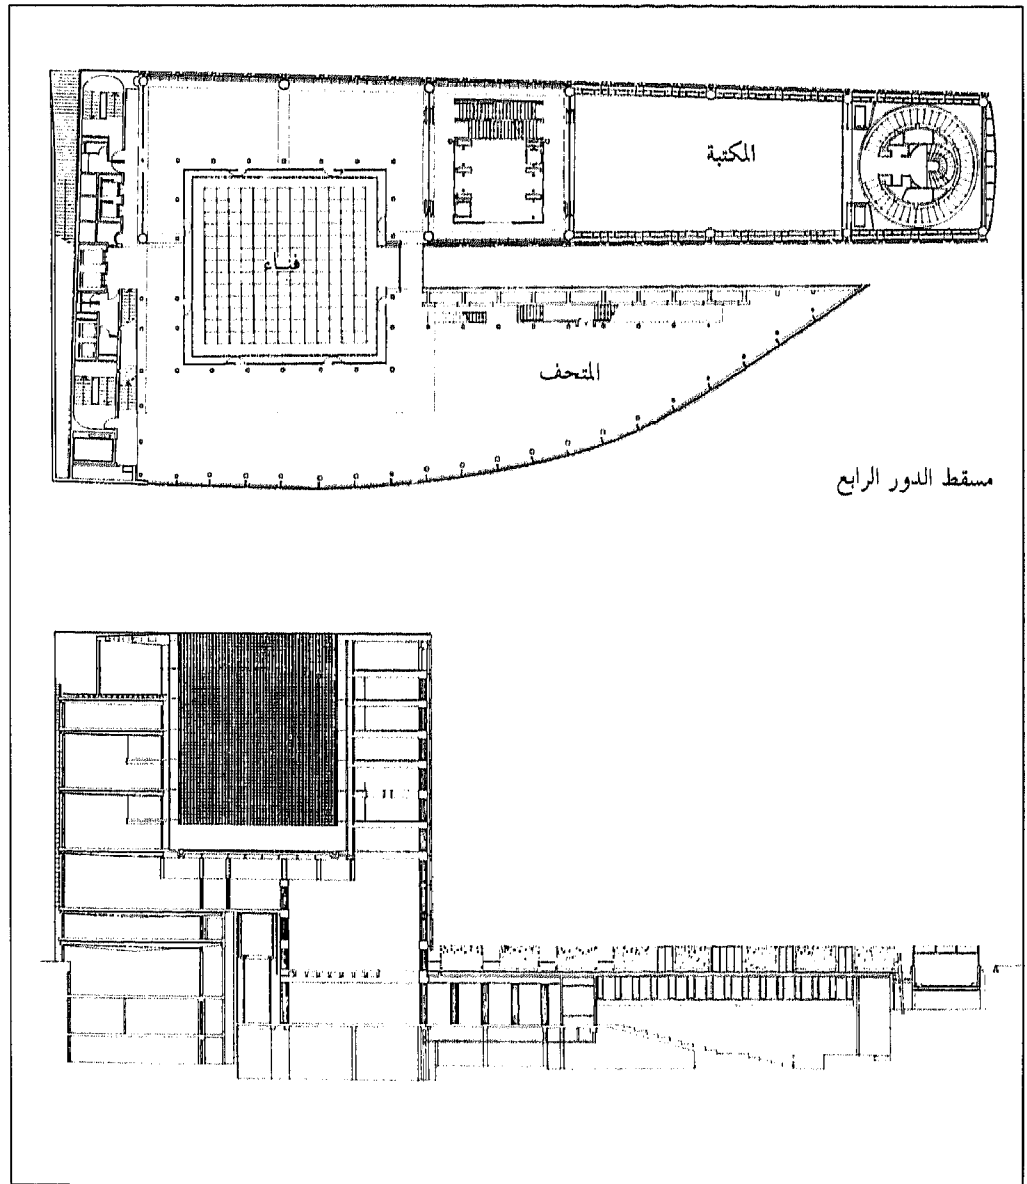 المكتبة
فناء
المتحف
مسقط الدور الرابع